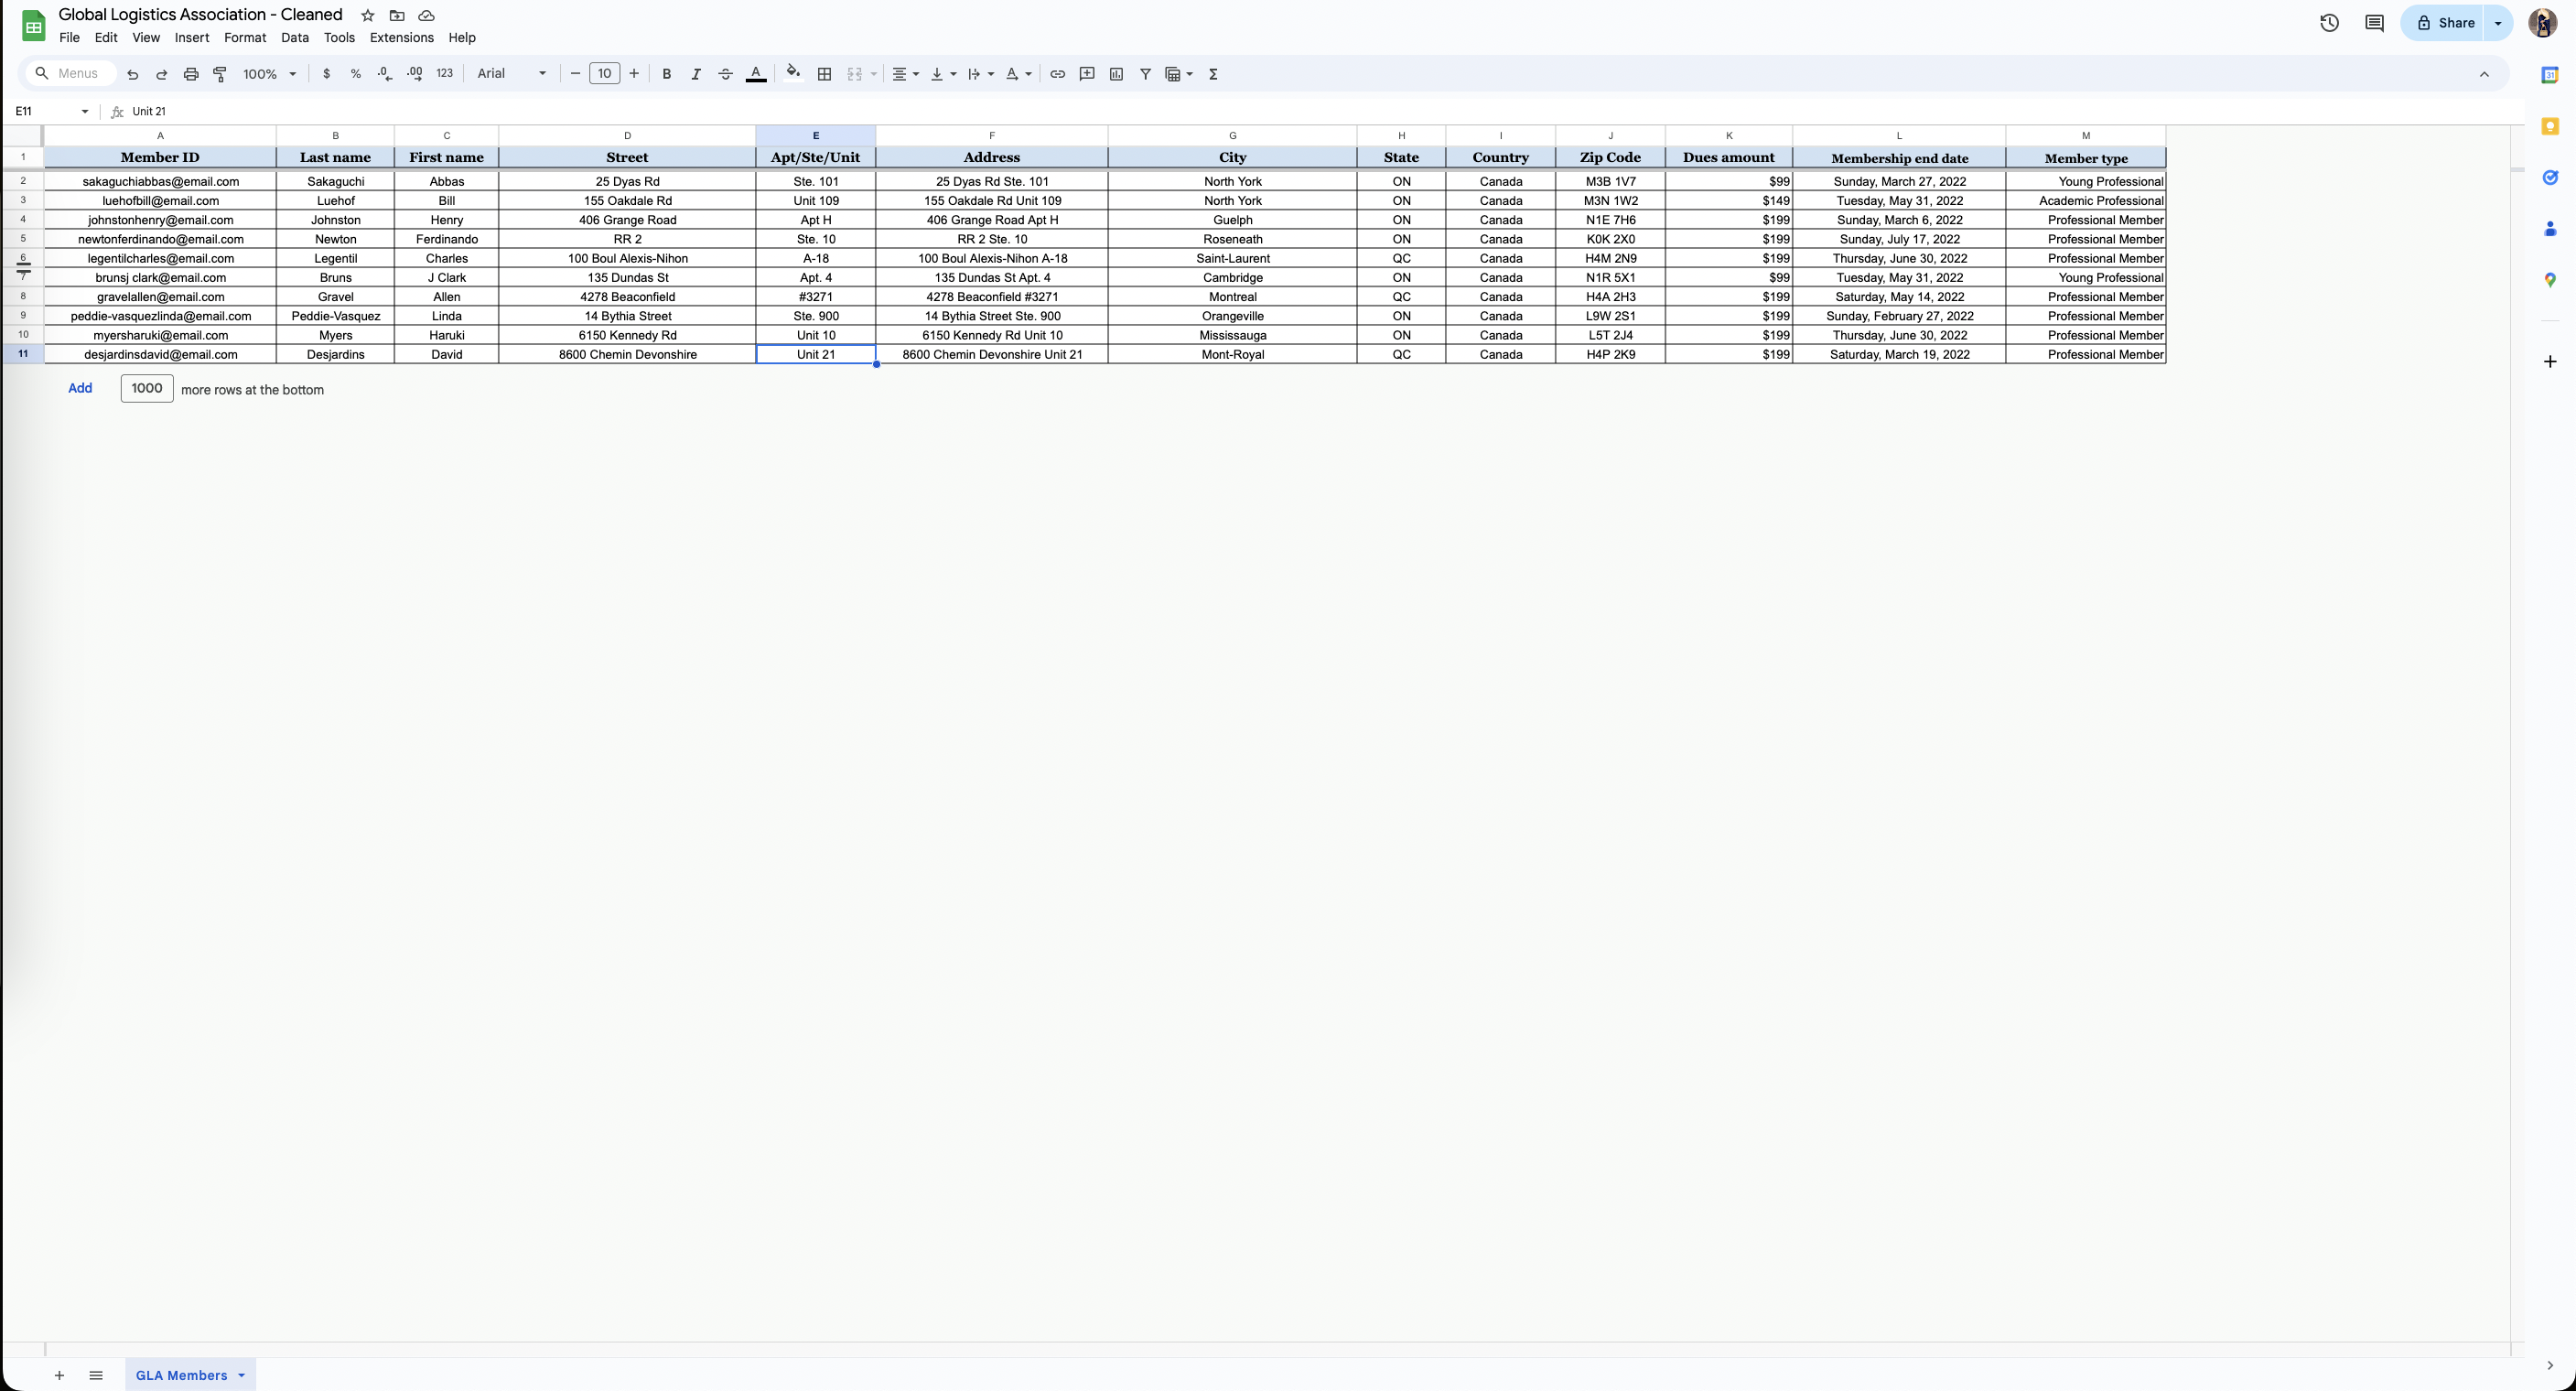 Global Logistics Association - Cleaned
File Edit View Insert Format Data Tools Extensions Help
Share
Menus 100% $ % .0 .00 123 Arial 10 B I S A Σ
E11 fx Unit 21
A B C D E F G H I J K L M
1 Member ID Last name First name Street Apt/Ste/Unit Address City State Country Zip Code Dues amount Membership end date Member type
2 sakaguchiabbas@email.com Sakaguchi Abbas 25 Dyas Rd Ste. 101 25 Dyas Rd Ste. 101 North York ON Canada M3B 1V7 $99 Sunday, March 27, 2022 Young Professional
3 luehofbill@email.com Luehof Bill 155 Oakdale Rd Unit 109 155 Oakdale Rd Unit 109 North York ON Canada M3N 1W2 $149 Tuesday, May 31, 2022 Academic Professional
4 johnstonhenry@email.com Johnston Henry 406 Grange Road Apt H 406 Grange Road Apt H Guelph ON Canada N1E 7H6 $199 Sunday, March 6, 2022 Professional Member
5 newtonferdinando@email.com Newton Ferdinando RR 2 Ste. 10 RR 2 Ste. 10 Roseneath ON Canada K0K 2X0 $199 Sunday, July 17, 2022 Professional Member
6 legentilcharles@email.com Legentil Charles 100 Boul Alexis-Nihon A-18 100 Boul Alexis-Nihon A-18 Saint-Laurent QC Canada H4M 2N9 $199 Thursday, June 30, 2022 Professional Member
7 brunsj clark@email.com Bruns J Clark 135 Dundas St Apt. 4 135 Dundas St Apt. 4 Cambridge ON Canada N1R 5X1 $99 Tuesday, May 31, 2022 Young Professional
8 gravelallen@email.com Gravel Allen 4278 Beaconfield #3271 4278 Beaconfield #3271 Montreal QC Canada H4A 2H3 $199 Saturday, May 14, 2022 Professional Member
9 peddie-vasquezlinda@email.com Peddie-Vasquez Linda 14 Bythia Street Ste. 900 14 Bythia Street Ste. 900 Orangeville ON Canada L9W 2S1 $199 Sunday, February 27, 2022 Professional Member
10 myersharuki@email.com Myers Haruki 6150 Kennedy Rd Unit 10 6150 Kennedy Rd Unit 10 Mississauga ON Canada L5T 2J4 $199 Thursday, June 30, 2022 Professional Member
11 desjardinsdavid@email.com Desjardins David 8600 Chemin Devonshire Unit 21 8600 Chemin Devonshire Unit 21 Mont-Royal QC Canada H4P 2K9 $199 Saturday, March 19, 2022 Professional Member
Add 1000 more rows at the bottom
GLA Members
31